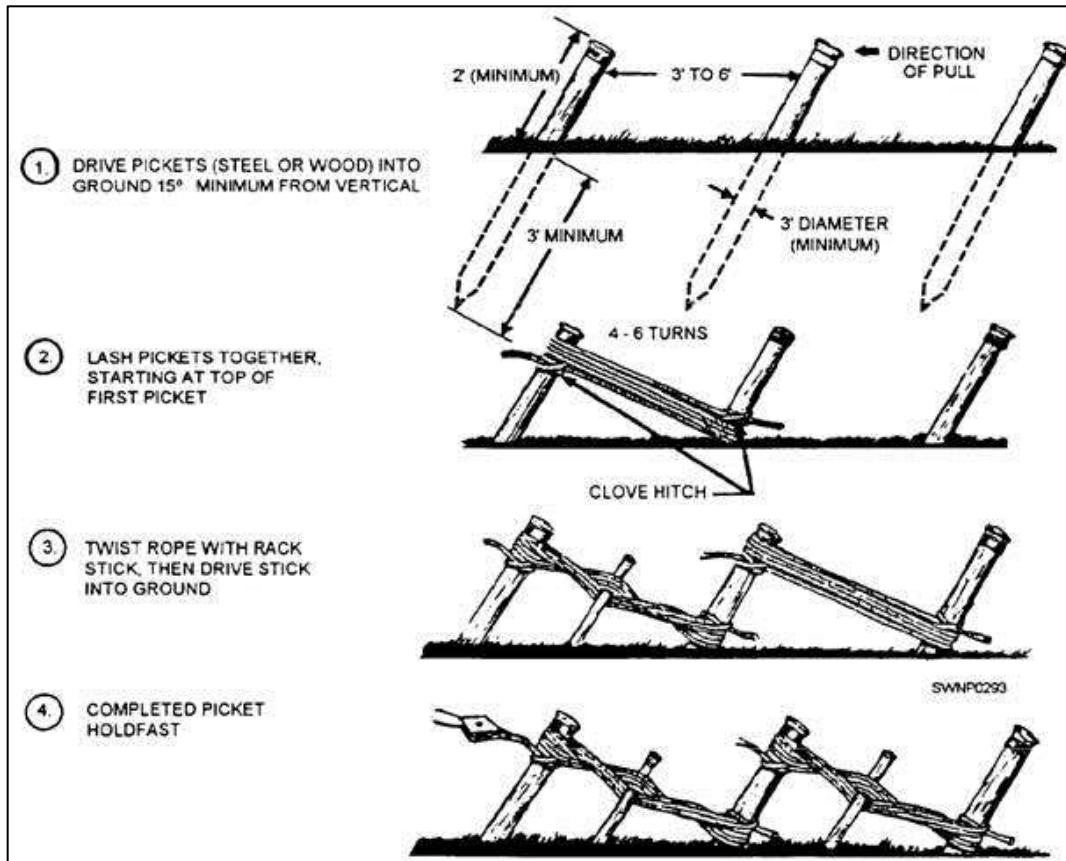 2' (MINIMUM)
3' TO 6'
DIRECTION
OF PULL
1. DRIVE PICKETS (STEEL OR WOOD) INTO
GROUND 15° MINIMUM FROM VERTICAL
3' MINIMUM
3' DIAMETER
(MINIMUM)
4 - 6 TURNS
2. LASH PICKETS TOGETHER,
STARTING AT TOP OF
FIRST PICKET
CLOVE HITCH
3. TWIST ROPE WITH RACK
STICK, THEN DRIVE STICK
INTO GROUND
SWNP0293
4. COMPLETED PICKET
HOLDFAST